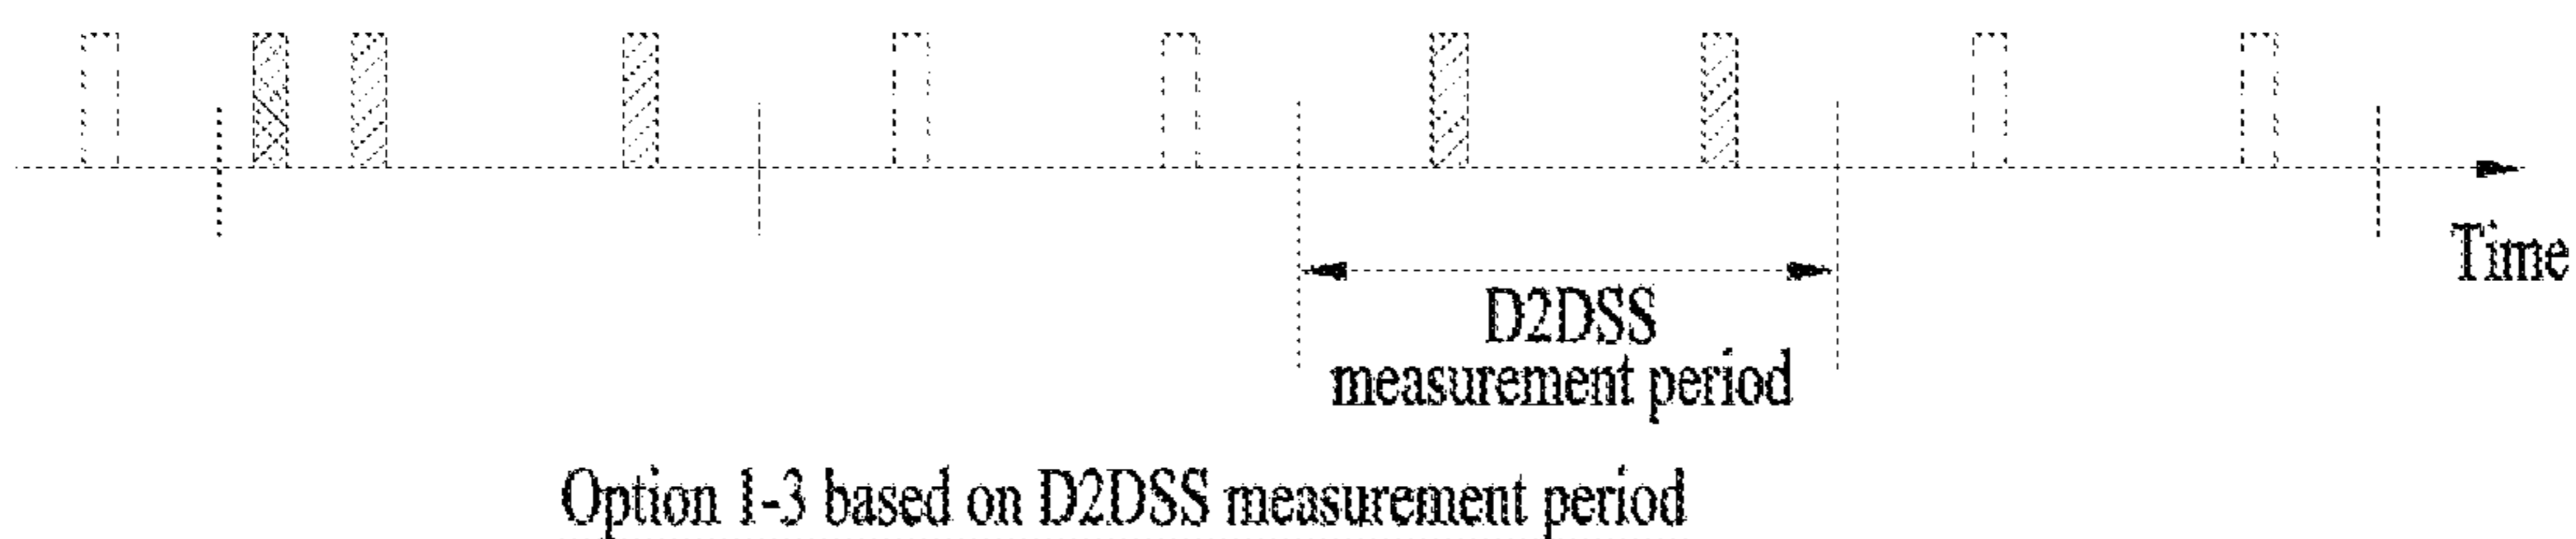 Time
D2DSS
measurement period
Option 1-3 based on D2DSS measurement period